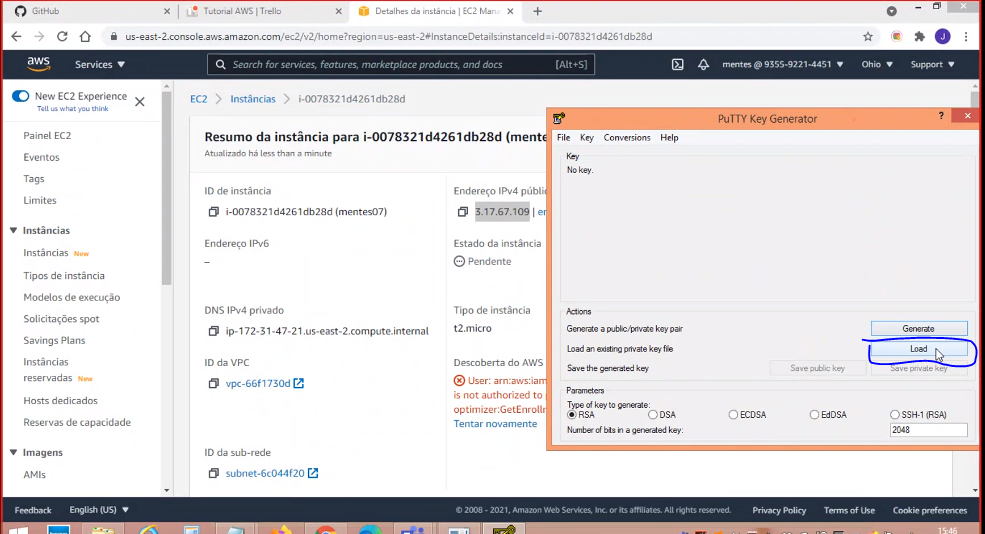 GitHub
Tutorial AWS | Trello
Detalhes da instância | EC2 Man
us-east-2.console.aws.amazon.com/ec2/v2/home?region=us-east-2#InstanceDetails:instanceId=i-0078321d4261db28d
J
aws
Services
Search for services, features, marketplace products, and docs
[Alt+S]
mentes @ 9355-9221-4451
Ohio
Support
New EC2 Experience
Tell us what you think
Painel EC2
Eventos
Tags
Limites
Instâncias
Instâncias New
Tipos de instância
Modelos de execução
Solicitações spot
Savings Plans
Instâncias
reservadas New
Hosts dedicados
Reservas de capacidade
Imagens
AMIs
EC2
Instâncias
i-0078321d4261db28d
Resumo da instância para i-0078321d4261db28d (mente
Atualizado há less than a minute
ID de instância
i-0078321d4261db28d (mentes07)
Endereço IPv6
–
DNS IPv4 privado
ip-172-31-47-21.us-east-2.compute.internal
ID da VPC
vpc-66f1730d
ID da sub-rede
subnet-6c044f20
Endereço IPv4 públic
3.17.67.109 | en
Estado da instância
Pendente
Tipo de instância
t2.micro
Descoberta do AWS
User: arn:aws:iam
is not authorized to p
optimizer:GetEnrollm
Tentar novamente
PuTTY Key Generator
?
File
Key
Conversions
Help
Key
No key.
Actions
Generate a public/private key pair
Generate
Load an existing private key file
Load
Save the generated key
Save public key
Save private key
Parameters
Type of key to generate:
RSA
DSA
ECDSA
EdDSA
SSH-1 (RSA)
Number of bits in a generated key:
2048
Feedback
English (US)
© 2008 - 2021, Amazon Web Services, Inc. or its affiliates. All rights reserved.
Privacy Policy
Terms of Use
Cookie preferences
15:46